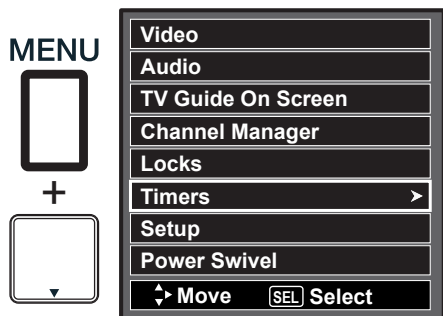 MENU
+
Video
Audio
TV Guide On Screen
Channel Manager
Locks
Timers
Setup
Power Swivel
Move SEL Select